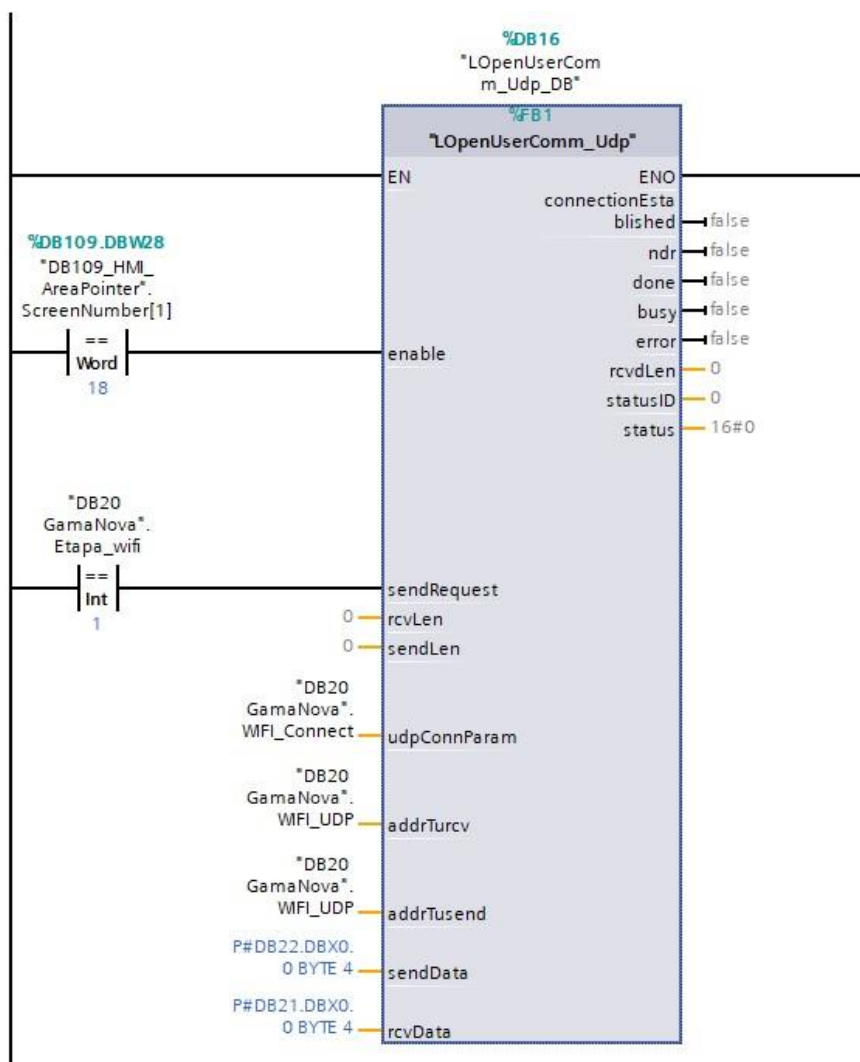 %DB16
"LOpenUserCom
m_Udp_DB"
%FB1
"LOpenUserComm_Udp"
EN ENO
connectionEsta
blished false
%DB109.DBW28
"DB109_HMI_
AreaPointer".
ScreenNumber[1]
==
Word
18
enable
ndr false
done false
busy false
error false
rcvdLen 0
statusID 0
status 16#0
"DB20
GamaNova".
Etapa_wifi
==
Int
1
sendRequest
0 rcvLen
0 sendLen
"DB20
GamaNova".
WIFI_Connect udpConnParam
"DB20
GamaNova".
WIFI_UDP addrTurcv
"DB20
GamaNova".
WIFI_UDP addrTusend
P#DB22.DBX0.
0 BYTE 4 sendData
P#DB21.DBX0.
0 BYTE 4 rcvData